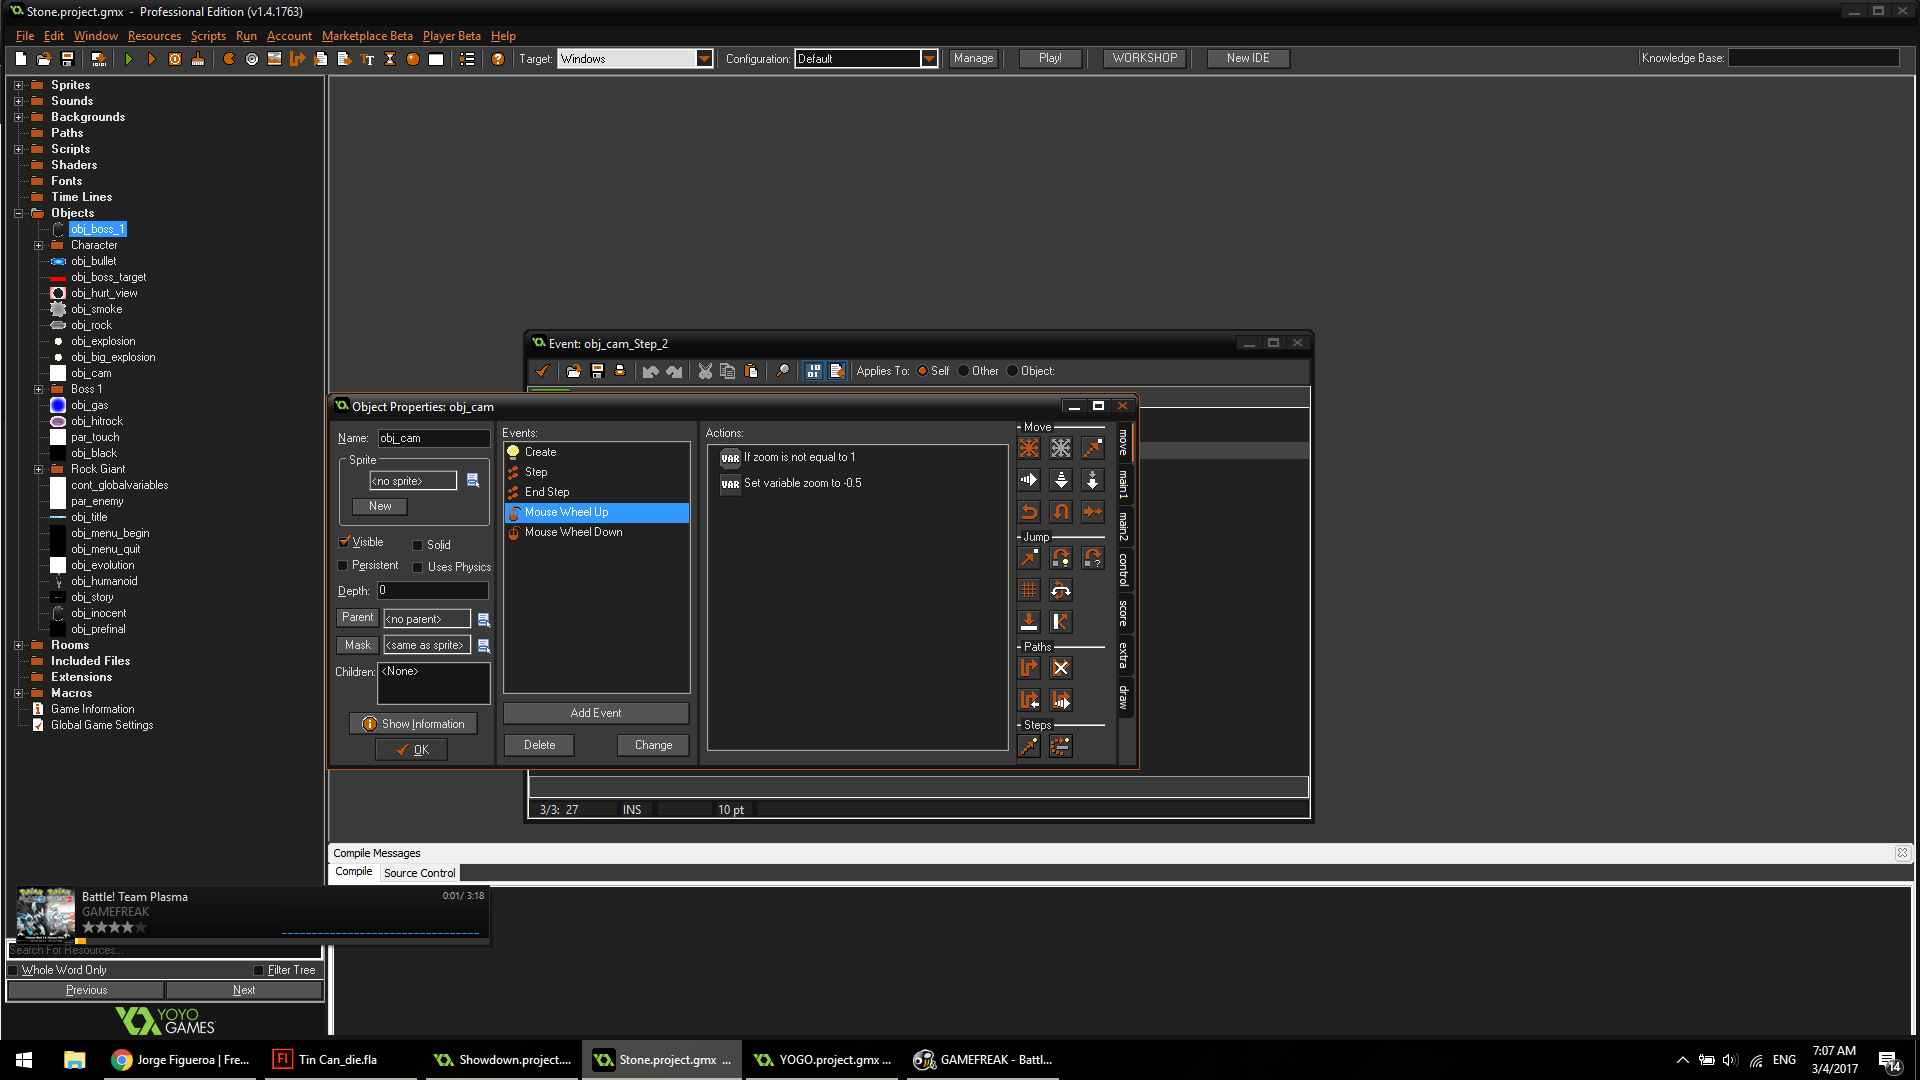 Stone.project.gmx - Professional Edition (v1.4.1763)
File Edit Window Resources Scripts Run Account Marketplace Beta Player Beta Help
Target: Windows Configuration: Default Manage Play! WORKSHOP New IDE Knowledge Base:
Sprites
Sounds
Backgrounds
Paths
Scripts
Shaders
Fonts
Time Lines
Objects
obj_boss_1
Character
obj_bullet
obj_boss_target
obj_hurt_view
obj_smoke
obj_rock
obj_explosion
obj_big_explosion
obj_cam
Boss 1
obj_gas
obj_hitrock
par_touch
obj_black
Rock Giant
cont_globalvariables
par_enemy
obj_title
obj_menu_begin
obj_menu_quit
obj_evolution
obj_humanoid
obj_story
obj_inocent
obj_prefinal
Rooms
Included Files
Extensions
Macros
Game Information
Global Game Settings
Event: obj_cam_Step_2
Applies To: Self Other Object:
Object Properties: obj_cam
Name: obj_cam
Sprite
<no sprite>
New
Visible Solid
Persistent Uses Physics
Depth: 0
Parent <no parent>
Mask <same as sprite>
Children: <None>
Show Information
OK
Events:
Create
Step
End Step
Mouse Wheel Up
Mouse Wheel Down
Add Event
Delete Change
Actions:
VAR If zoom is not equal to 1
VAR Set variable zoom to -0.5
Move
Jump
Paths
Steps
move
main1
main2
control
score
extra
draw
3/3: 27 INS 10 pt
Compile Messages
Compile Source Control
Battle! Team Plasma 0:01/ 3:18
GAMEFREAK
Search For Resources...
Whole Word Only Filter Tree
Previous Next
YOYO
GAMES
Jorge Figueroa | Fre... Tin Can_die.fla Showdown.project.... Stone.project.gmx ... YOGO.project.gmx ... GAMEFREAK - Battl... ENG 7:07 AM
3/4/2017 14